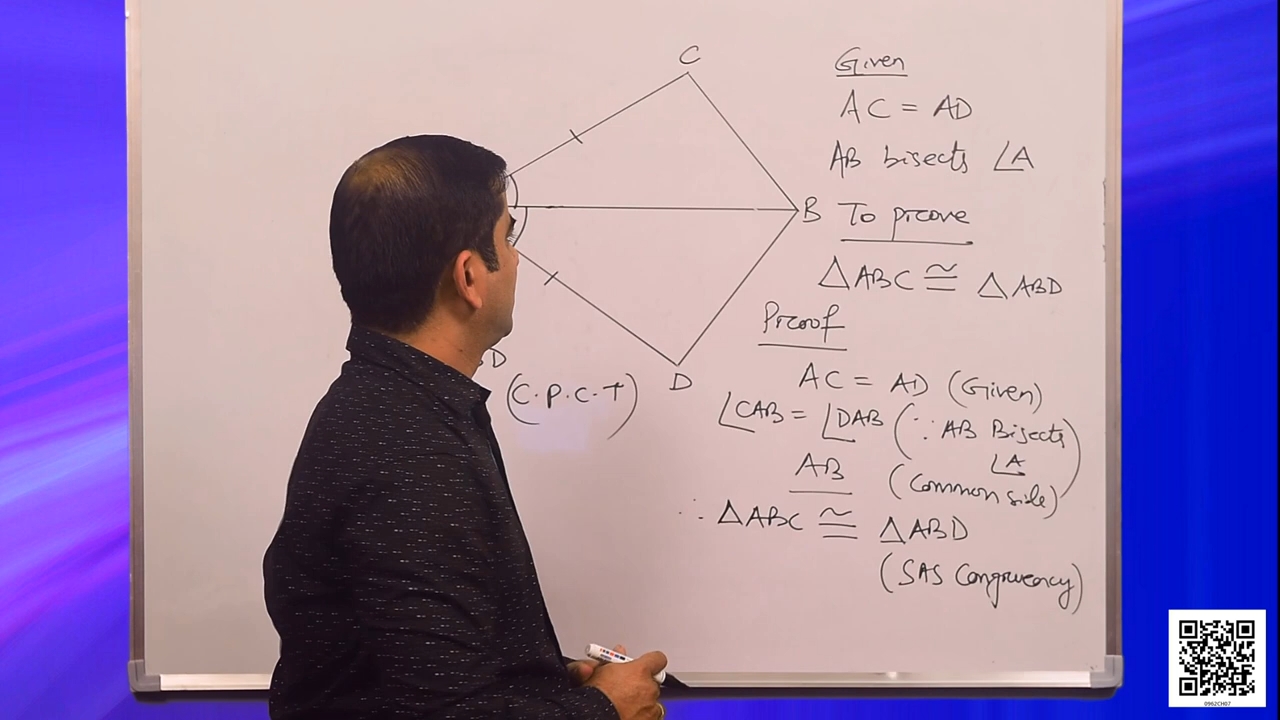 C
B
D
Given
AC = AD
AB bisects ∠A
To prove
△ABC ≅ △ABD
Proof
AC = AD (Given)
∠CAB = ∠DAB (∵ AB Bisects
∠A)
AB (Common side)
∴ △ABC ≅ △ABD
(SAS Congruency)
D
(C.P.C.T)
0962CH07